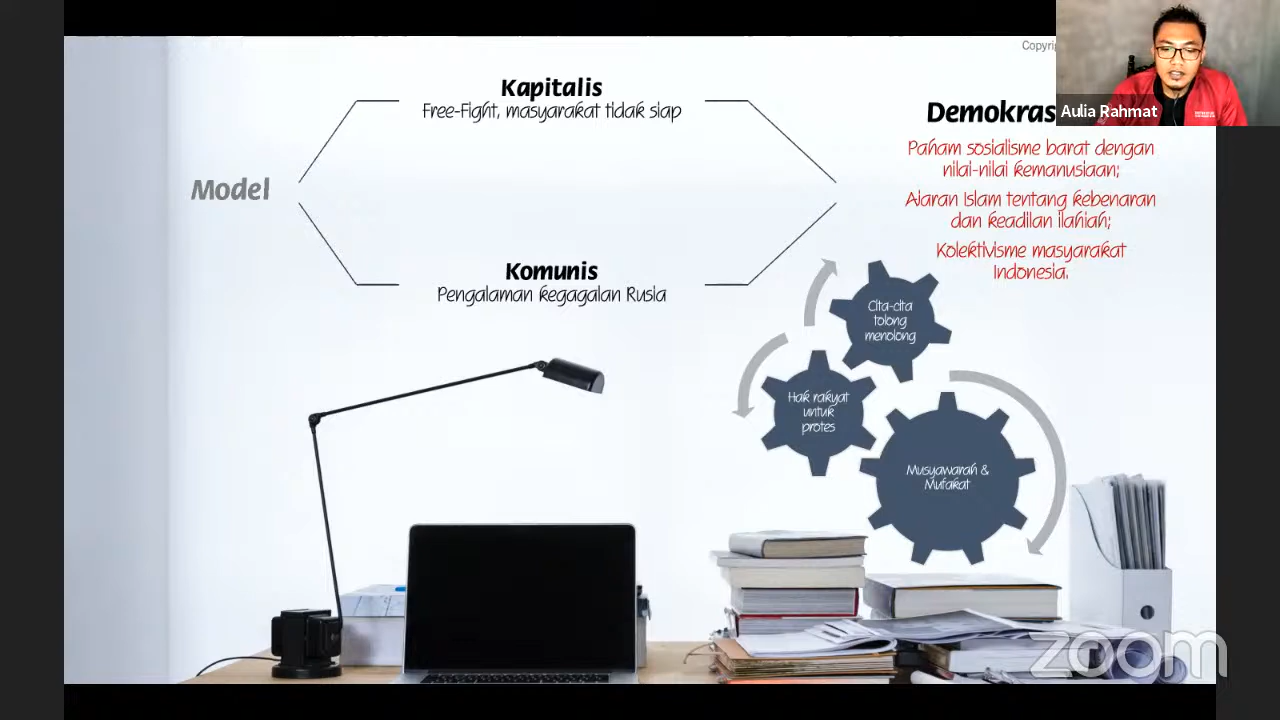 Copyri
Kapitalis
Free-Fight, masyarakat tidak siap
Model
Komunis
Pengalaman kegagalan Rusia
Demokras
Aulia Rahmat
Paham sosialisme barat dengan
nilai-nilai kemanusiaan;
Ajaran Islam tentang kebenaran
dan keadilan ilahiah;
Kolektivisme masyarakat
Indonesia.
Cita-cita
tolong
menolong
Hak rakyat
untuk
protes
Musyawarah &
Mufakat
zoom